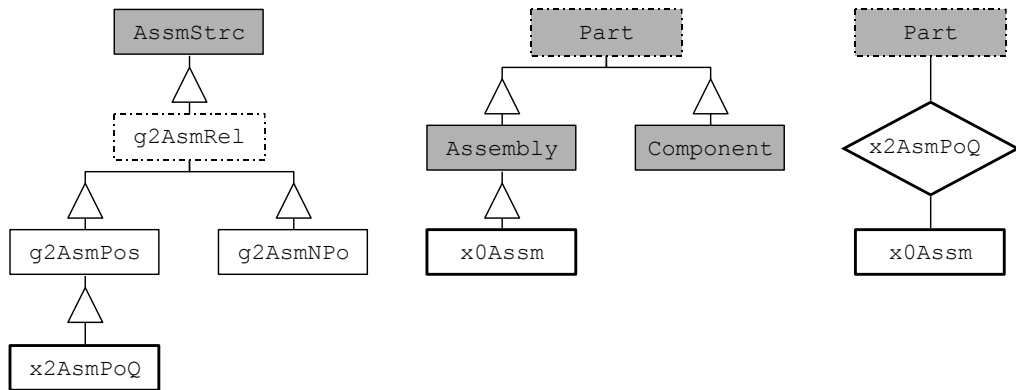 AssmStrc
g2AsmRel
g2AsmPos
g2AsmNPo
x2AsmPoQ
Part
Assembly
Component
x0Assm
Part
x2AsmPoQ
x0Assm